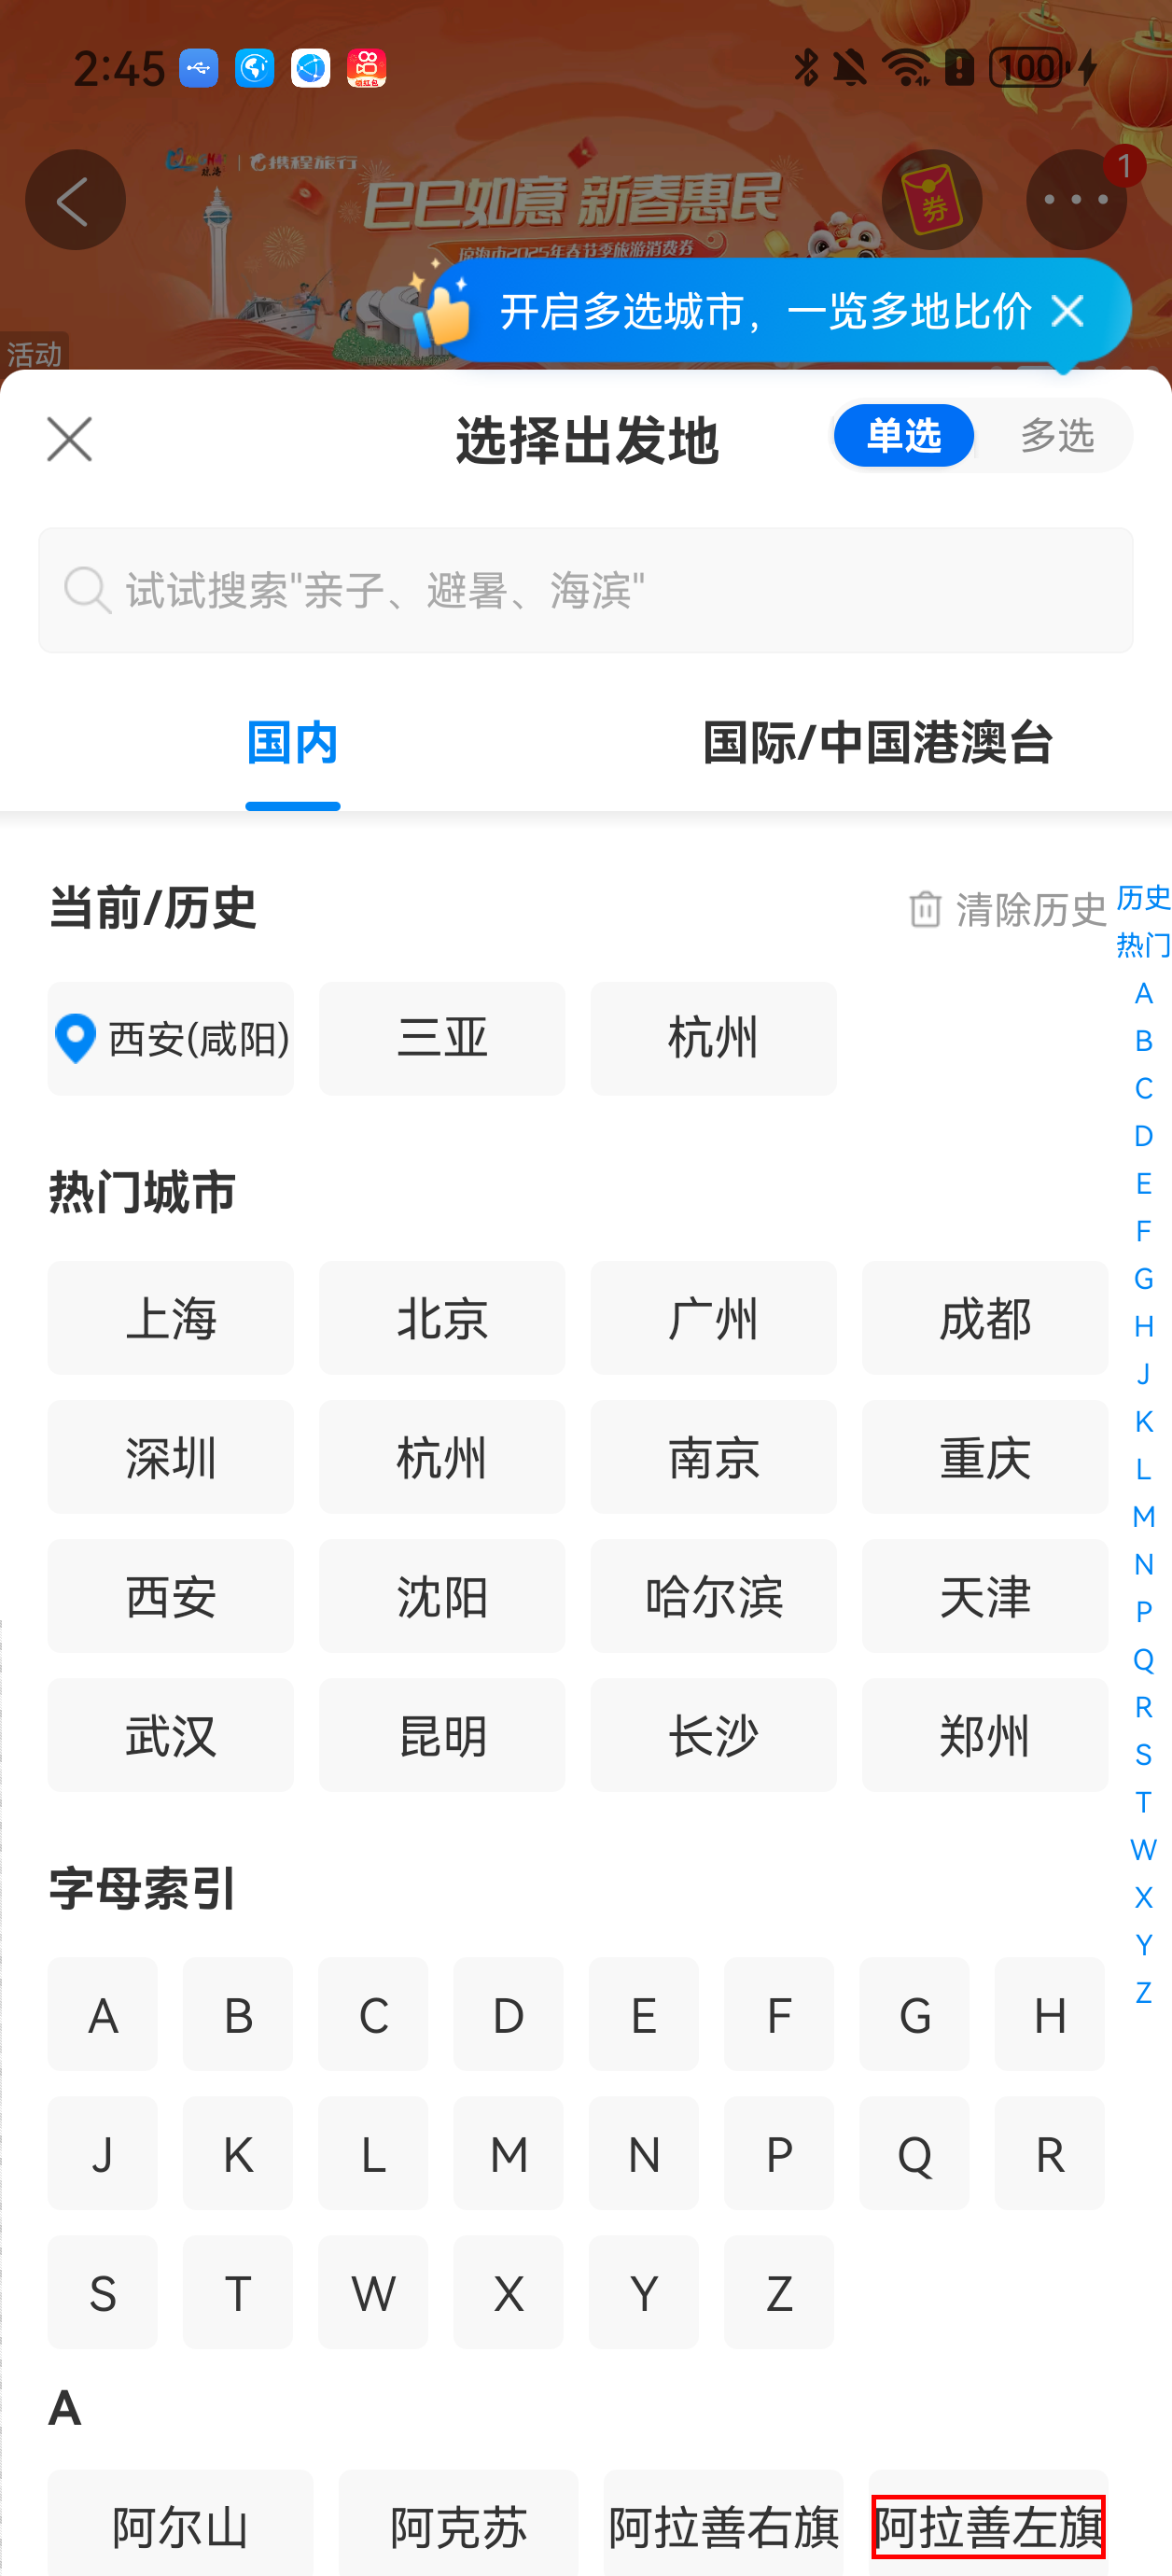 2:45
领红包
100
携程旅行
巳巳如意 新春惠民
琼海市2025年春节季旅游消费券
券
1
开启多选城市，一览多地比价
活动
选择出发地
单选
多选
试试搜索"亲子、避暑、海滨"
国内
国际/中国港澳台
当前/历史
清除历史
历史
热门
A
B
C
D
E
F
G
H
J
K
L
M
N
P
Q
R
S
T
W
X
Y
Z
西安(咸阳)
三亚
杭州
热门城市
上海
北京
广州
成都
深圳
杭州
南京
重庆
西安
沈阳
哈尔滨
天津
武汉
昆明
长沙
郑州
字母索引
A
B
C
D
E
F
G
H
J
K
L
M
N
P
Q
R
S
T
W
X
Y
Z
A
阿尔山
阿克苏
阿拉善右旗
阿拉善左旗